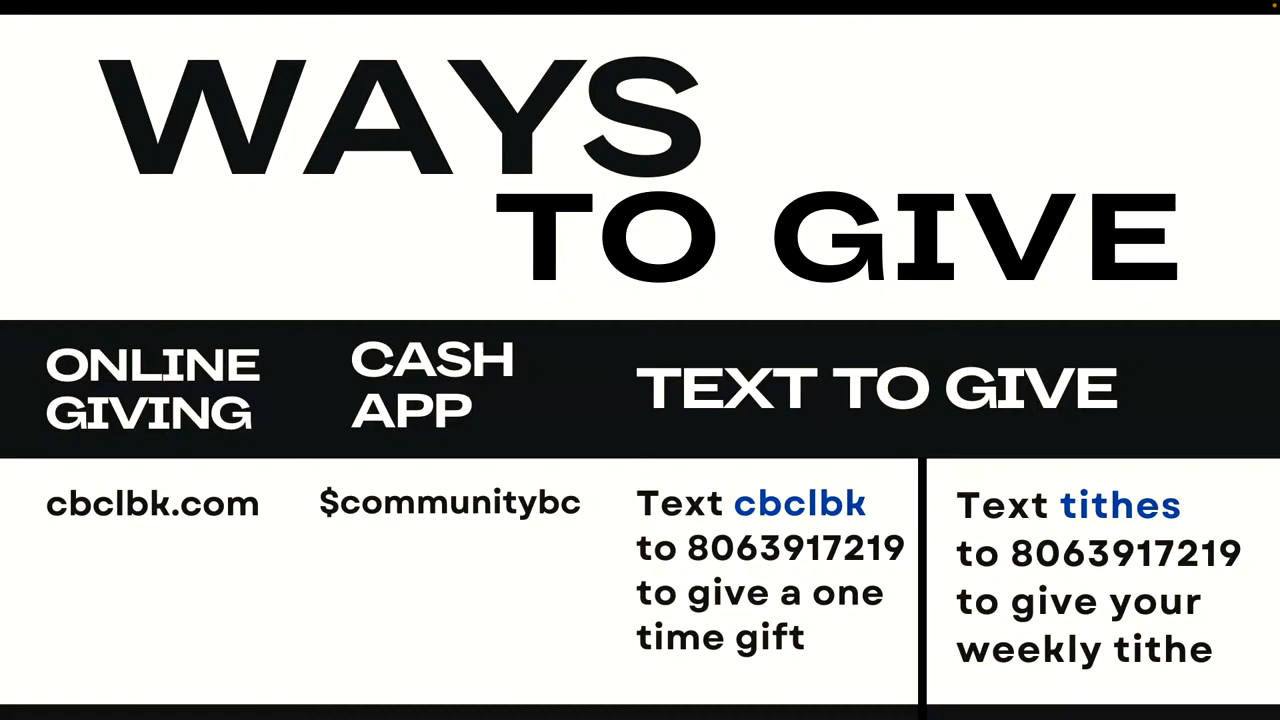 WAYS
TO GIVE
ONLINE
GIVING
cbclbk.com
CASH
APP
$communitybc
TEXT TO GIVE
Text cbclbk
to 8063917219
to give a one
time gift
Text tithes
to 8063917219
to give your
weekly tithe